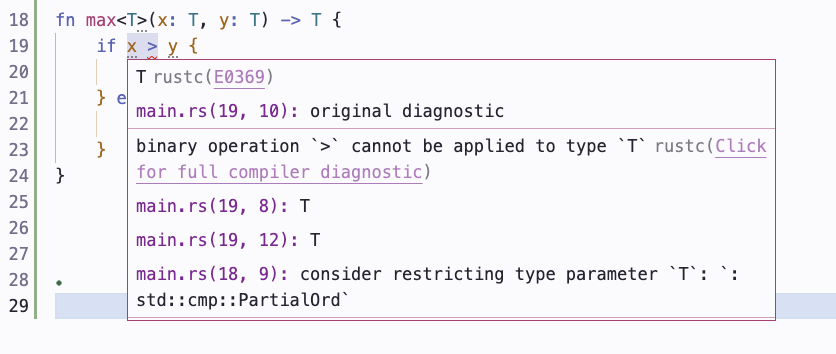 18 fn max<T>(x: T, y: T) -> T {
19 if x > y {
20
21 } e
22
23 }
24 }
25
26
27
28
29
T rustc(E0369)
main.rs(19, 10): original diagnostic
binary operation `>` cannot be applied to type `T` rustc(Click
for full compiler diagnostic)
main.rs(19, 8): T
main.rs(19, 12): T
main.rs(18, 9): consider restricting type parameter `T`: `:
std::cmp::PartialOrd`